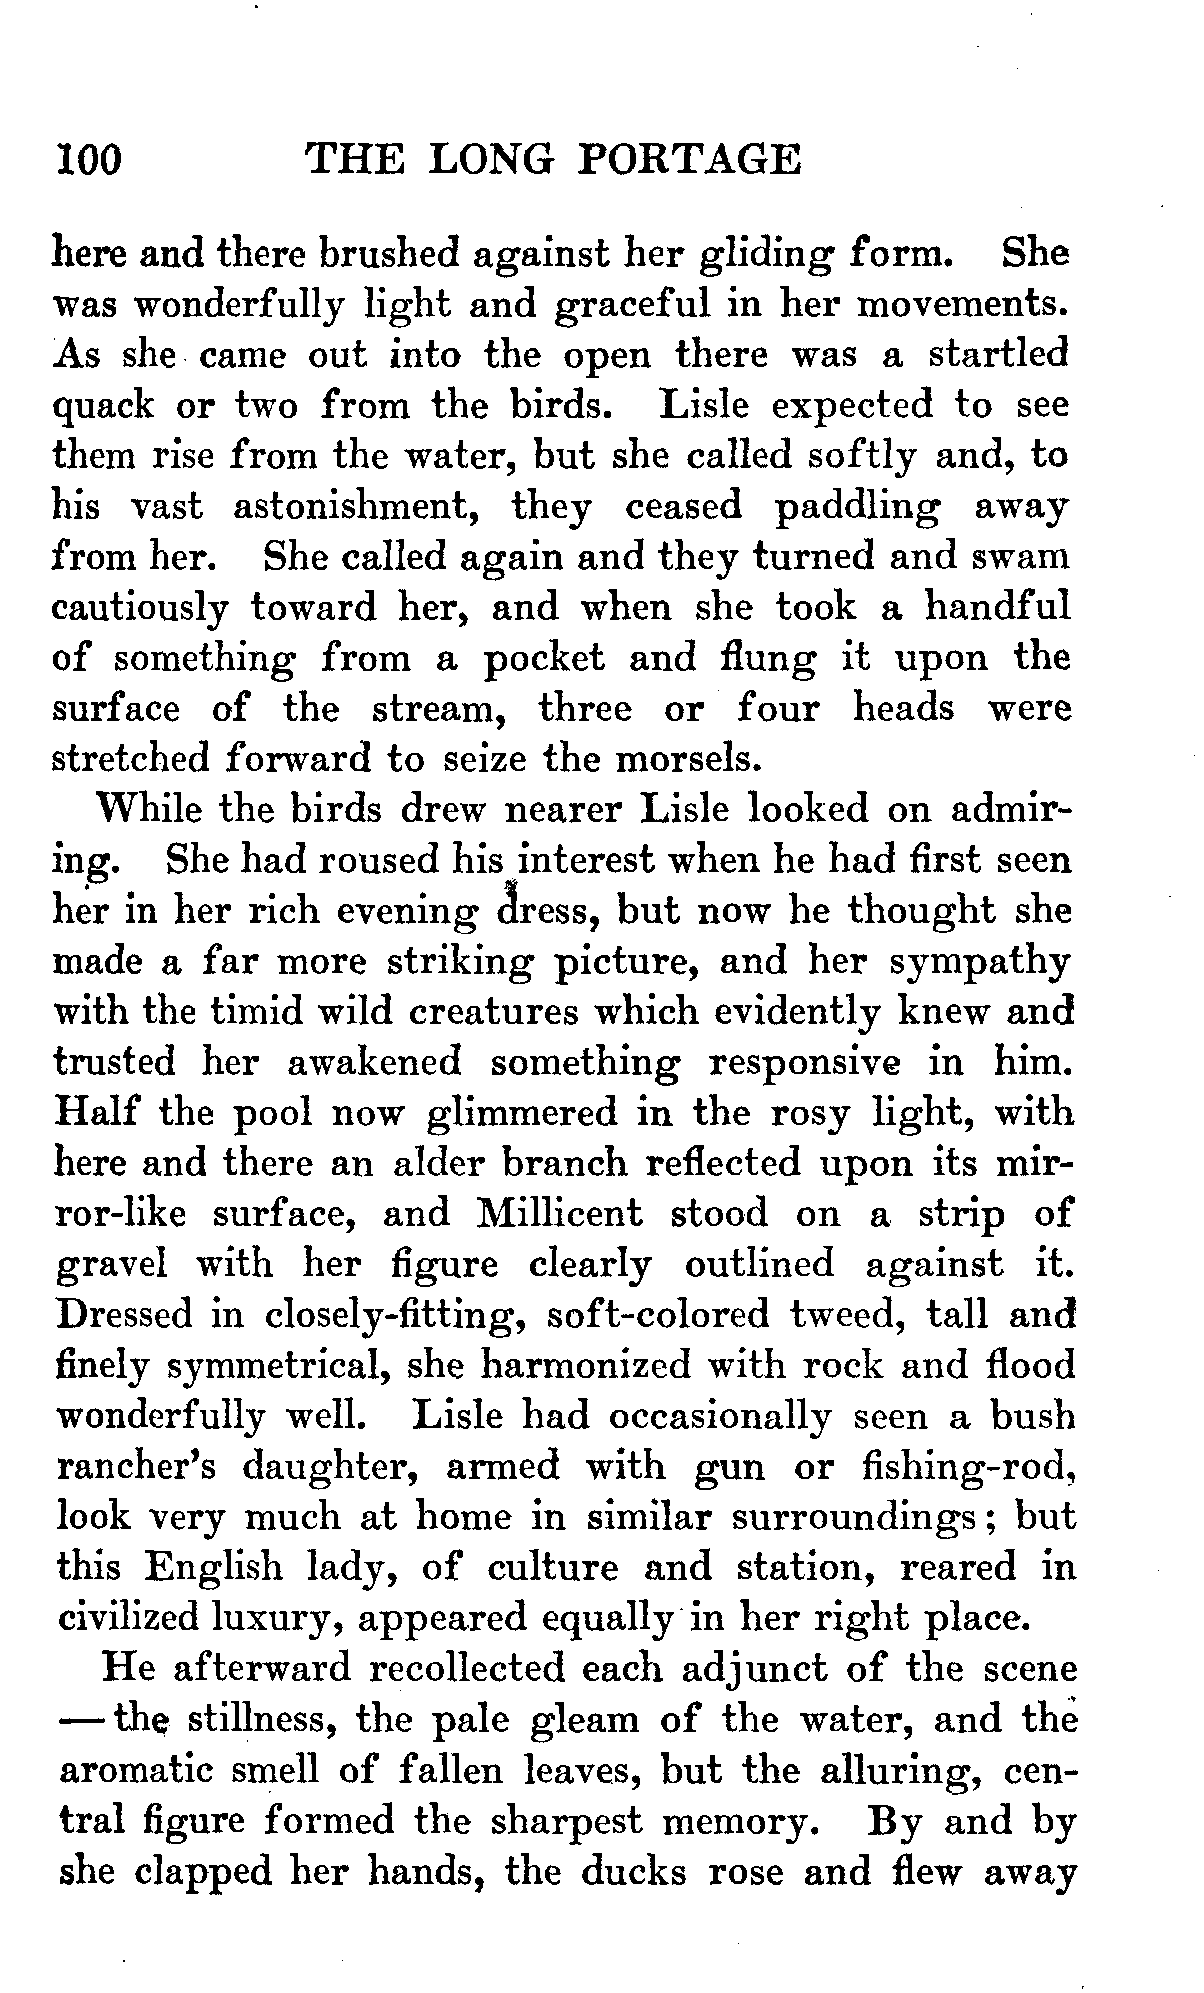 100 THE LONG PORTAGE
here and there brushed against her gliding form. She
was wonderfully light and graceful in her movements.
As she came out into the open there was a startled
quack or two from the birds. Lisle expected to see
them rise from the water, but she called softly and, to
his vast astonishment, they ceased paddling away
from her. She called again and they turned and swam
cautiously toward her, and when she took a handful
of something from a pocket and flung it upon the
surface of the stream, three or four heads were
stretched forward to seize the morsels.
While the birds drew nearer Lisle looked on admir-
ing. She had roused his interest when he had first seen
her in her rich evening dress, but now he thought she
made a far more striking picture, and her sympathy
with the timid wild creatures which evidently knew and
trusted her awakened something responsive in him.
Half the pool now glimmered in the rosy light, with
here and there an alder branch reflected upon its mir-
ror-like surface, and Millicent stood on a strip of
gravel with her figure clearly outlined against it.
Dressed in closely-fitting, soft-colored tweed, tall and
finely symmetrical, she harmonized with rock and flood
wonderfully well. Lisle had occasionally seen a bush
rancher's daughter, armed with gun or fishing-rod,
look very much at home in similar surroundings; but
this English lady, of culture and station, reared in
civilized luxury, appeared equally in her right place.
He afterward recollected each adjunct of the scene
—the stillness, the pale gleam of the water, and the
aromatic smell of fallen leaves, but the alluring, cen-
tral figure formed the sharpest memory. By and by
she clapped her hands, the ducks rose and flew away